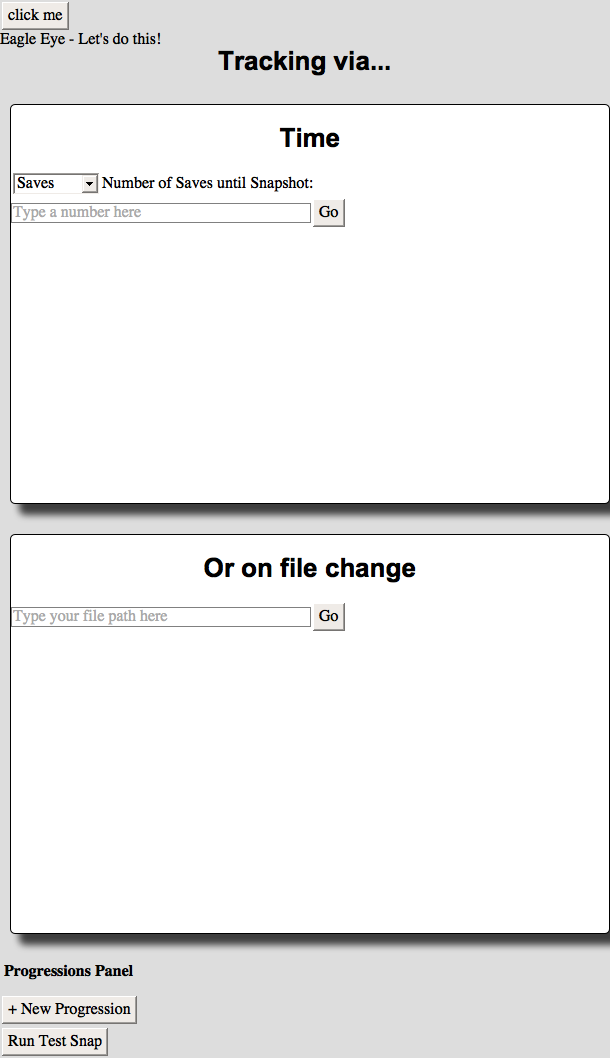 click me
Eagle Eye - Let's do this!
Tracking via...
Time
Saves Number of Saves until Snapshot:
Type a number here Go
Or on file change
Type your file path here Go
Progressions Panel
+ New Progression
Run Test Snap